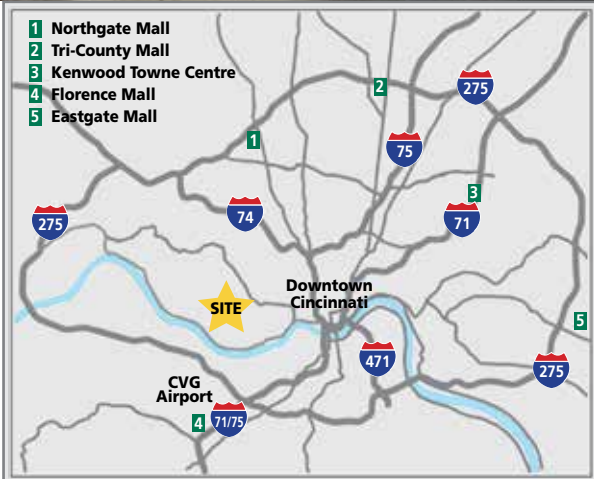 1 Northgate Mall
2 Tri-County Mall
3 Kenwood Towne Centre
4 Florence Mall
5 Eastgate Mall
2
275
75
1
3
275
74
71
Downtown
Cincinnati
SITE
5
471
275
CVG
Airport
4
71/75